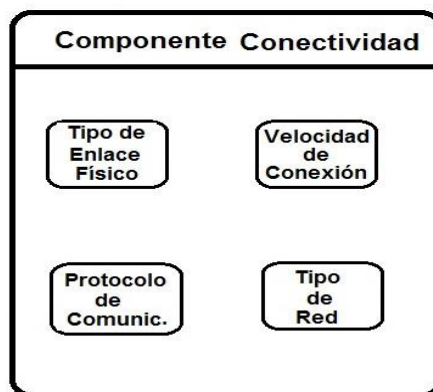 Componente Conectividad
Tipo de
Enlace
Físico
Velocidad
de
Conexión
Protocolo
de
Comunic.
Tipo
de
Red